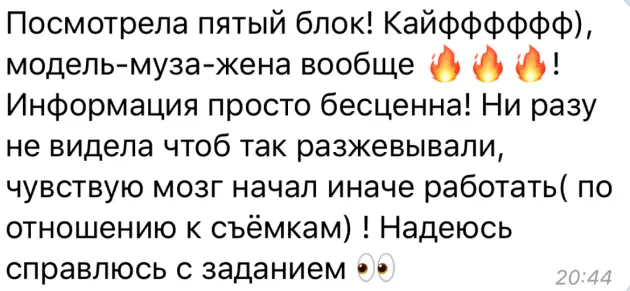 Посмотрела пятый блок! Кайфффффф),
модель-муза-жена вообще 🔥🔥🔥!
Информация просто бесценна! Ни разу
не видела чтоб так разжевывали,
чувствую мозг начал иначе работать( по
отношению к съёмкам) ! Надеюсь
справлюсь с заданием 👀
20:44